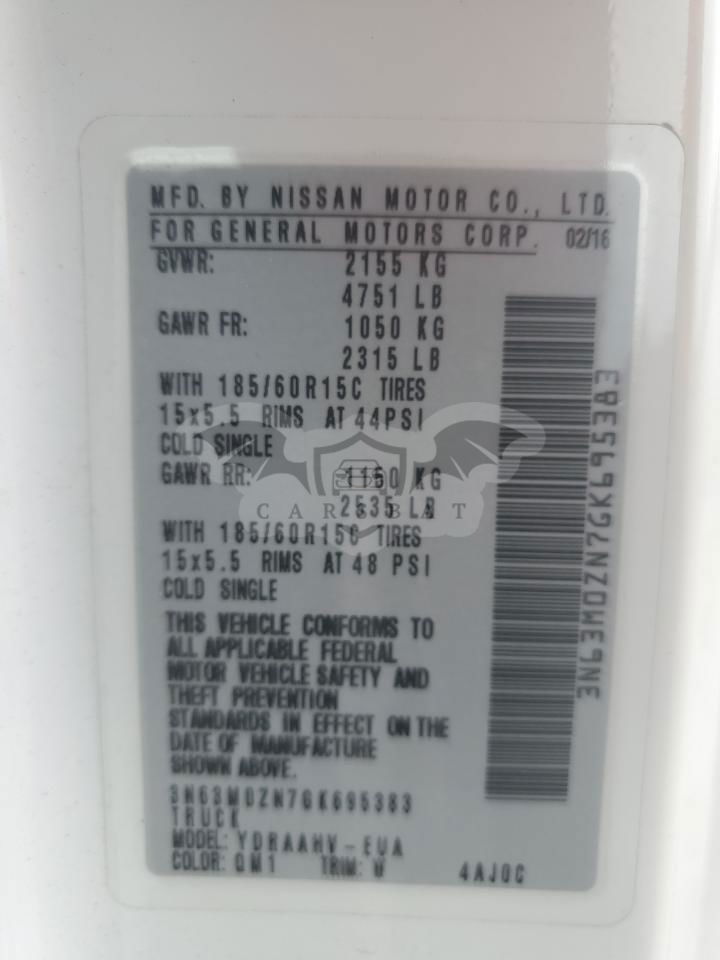 MFD. BY NISSAN MOTOR CO., LTD.
FOR GENERAL MOTORS CORP. 02/16
GVWR: 2155 KG
4751 LB
GAWR FR: 1050 KG
2315 LB
WITH 185/60R15C TIRES
15x5.5 RIMS AT 44PSI
COLD SINGLE
GAWR RR: 1150 KG
2535 LB
WITH 185/60R15C TIRES
15x5.5 RIMS AT 48 PSI
COLD SINGLE
THIS VEHICLE CONFORMS TO
ALL APPLICABLE FEDERAL
MOTOR VEHICLE SAFETY AND
THEFT PREVENTION
STANDARDS IN EFFECT ON THE
DATE OF MANUFACTURE
SHOWN ABOVE.
3N63M0ZN7GK695383
TRUCK
MODEL: YDRAAHV-EUA
COLOR: QM1 TRIM: W 4AJ0C
3N63M0ZN7GK695383
CARSBAT